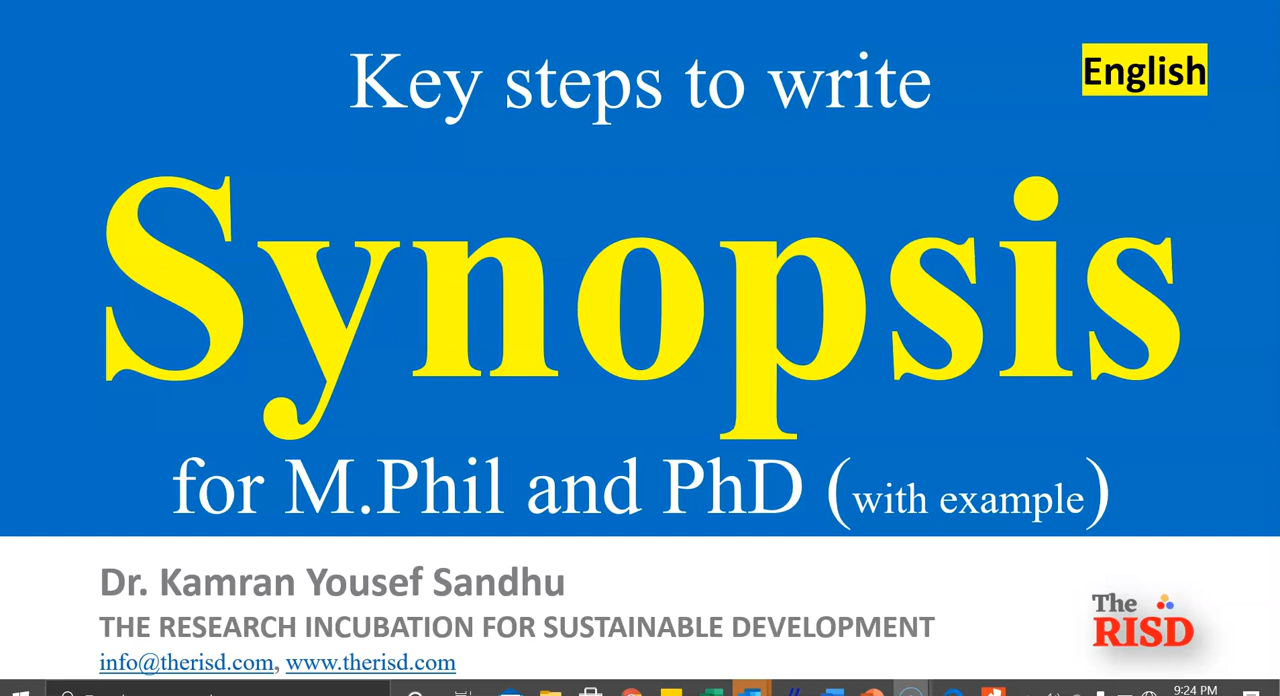 Key steps to write
English
Synopsis
for M.Phil and PhD (with example)
Dr. Kamran Yousef Sandhu
THE RESEARCH INCUBATION FOR SUSTAINABLE DEVELOPMENT
info@therisd.com, www.therisd.com
The
RISD
9:24 PM